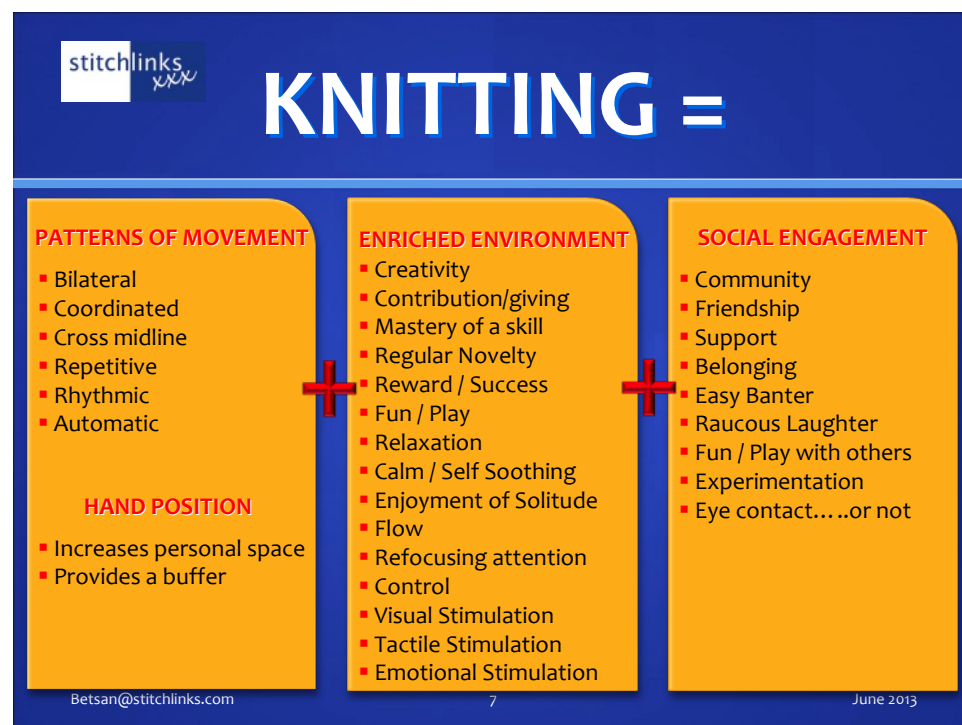 stitchlinks
xxx
KNITTING =
PATTERNS OF MOVEMENT
Bilateral
Coordinated
Cross midline
Repetitive
Rhythmic
Automatic
HAND POSITION
Increases personal space
Provides a buffer
+
ENRICHED ENVIRONMENT
Creativity
Contribution/giving
Mastery of a skill
Regular Novelty
Reward / Success
Fun / Play
Relaxation
Calm / Self Soothing
Enjoyment of Solitude
Flow
Refocusing attention
Control
Visual Stimulation
Tactile Stimulation
Emotional Stimulation
+
SOCIAL ENGAGEMENT
Community
Friendship
Support
Belonging
Easy Banter
Raucous Laughter
Fun / Play with others
Experimentation
Eye contact…..or not
Betsan@stitchlinks.com
7
June 2013